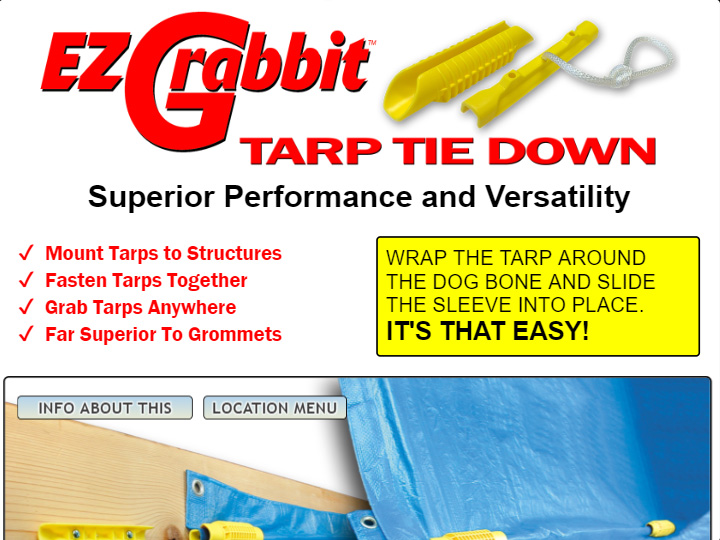 EZ Grabbit™
TARP TIE DOWN
Superior Performance and Versatility
✓ Mount Tarps to Structures
✓ Fasten Tarps Together
✓ Grab Tarps Anywhere
✓ Far Superior To Grommets
WRAP THE TARP AROUND
THE DOG BONE AND SLIDE
THE SLEEVE INTO PLACE.
IT'S THAT EASY!
INFO ABOUT THIS
LOCATION MENU